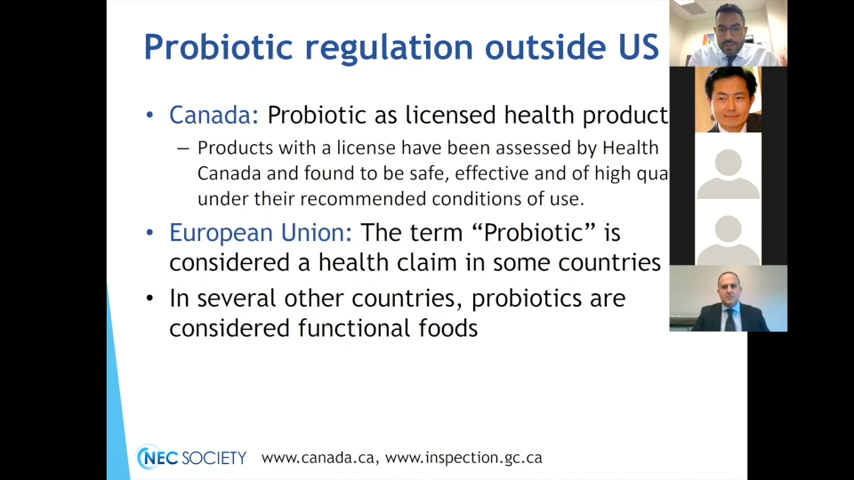 Probiotic regulation outside US
• Canada: Probiotic as licensed health product
– Products with a license have been assessed by Health
Canada and found to be safe, effective and of high qua
under their recommended conditions of use.
• European Union: The term “Probiotic” is
considered a health claim in some countries
• In several other countries, probiotics are
considered functional foods
NEC SOCIETY www.canada.ca, www.inspection.gc.ca